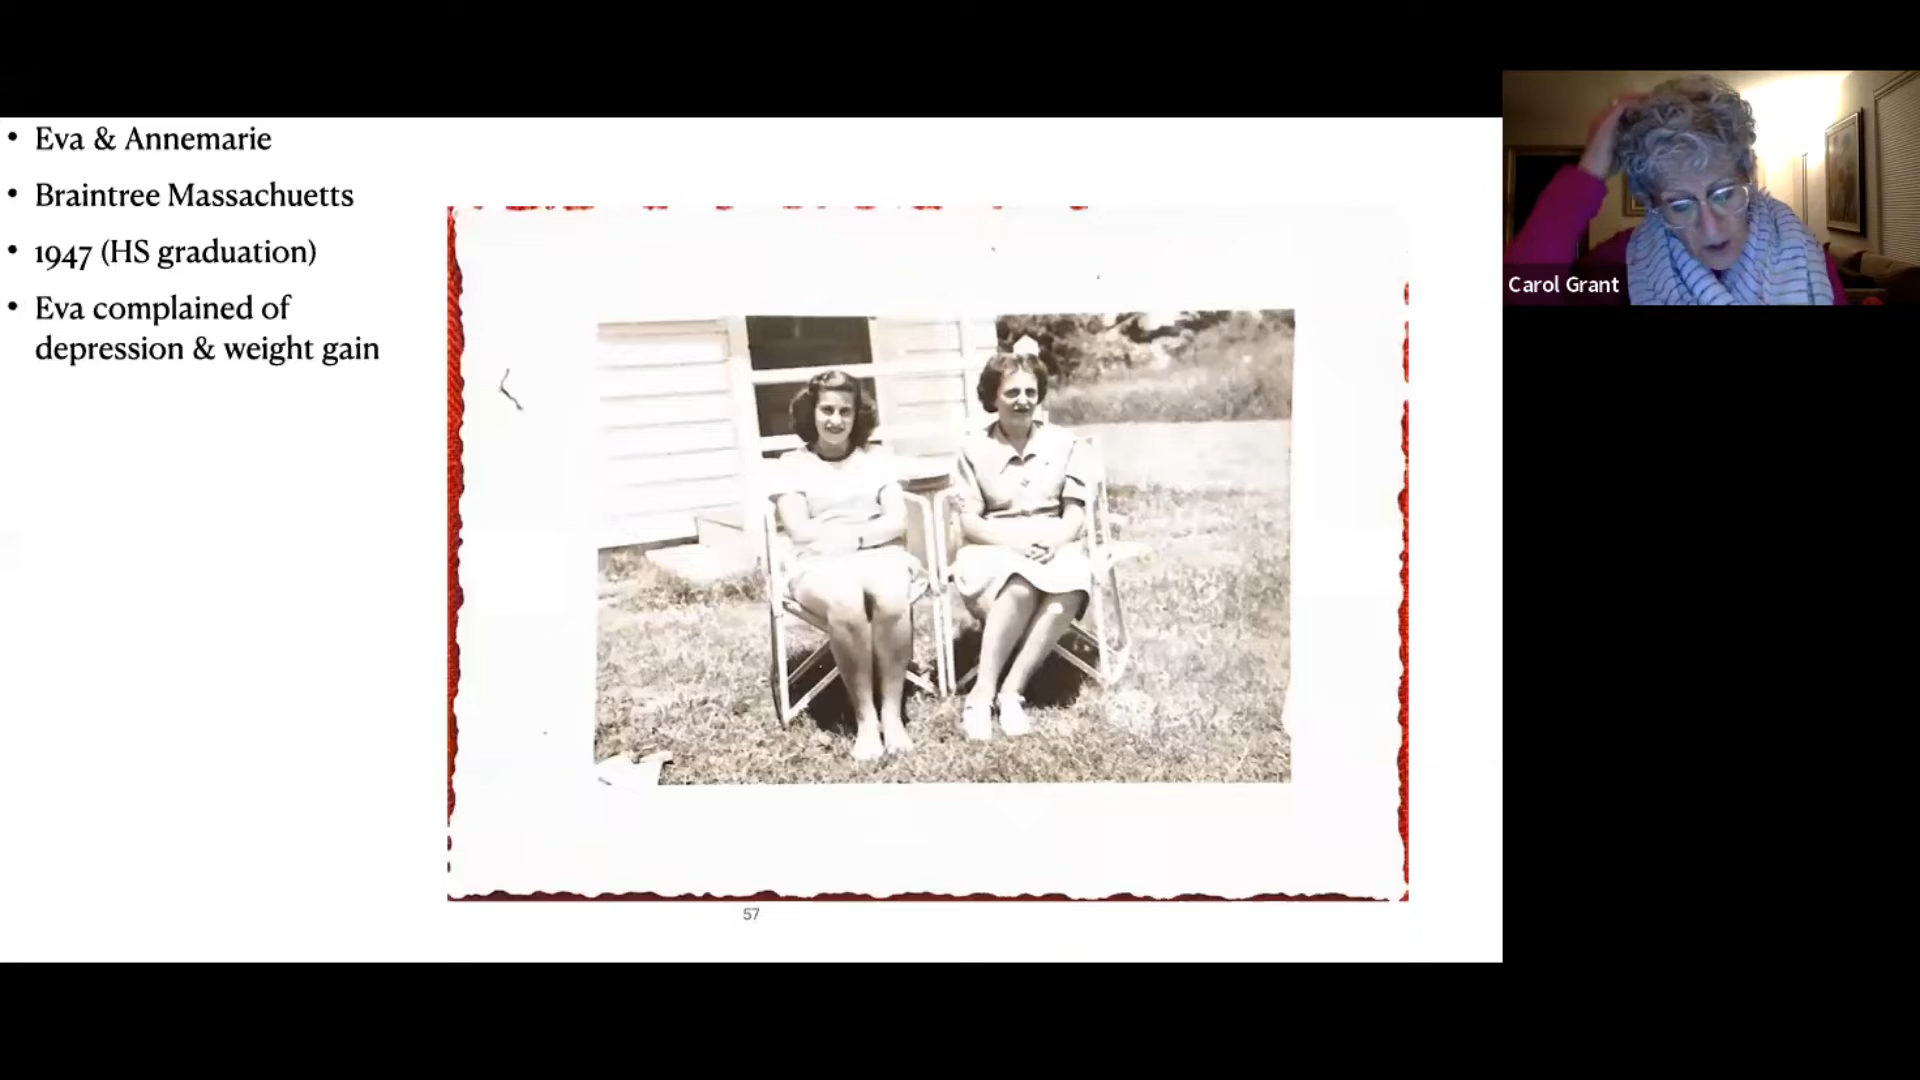 • Eva & Annemarie
• Braintree Massachuetts
• 1947 (HS graduation)
• Eva complained of
depression & weight gain
Carol Grant
57